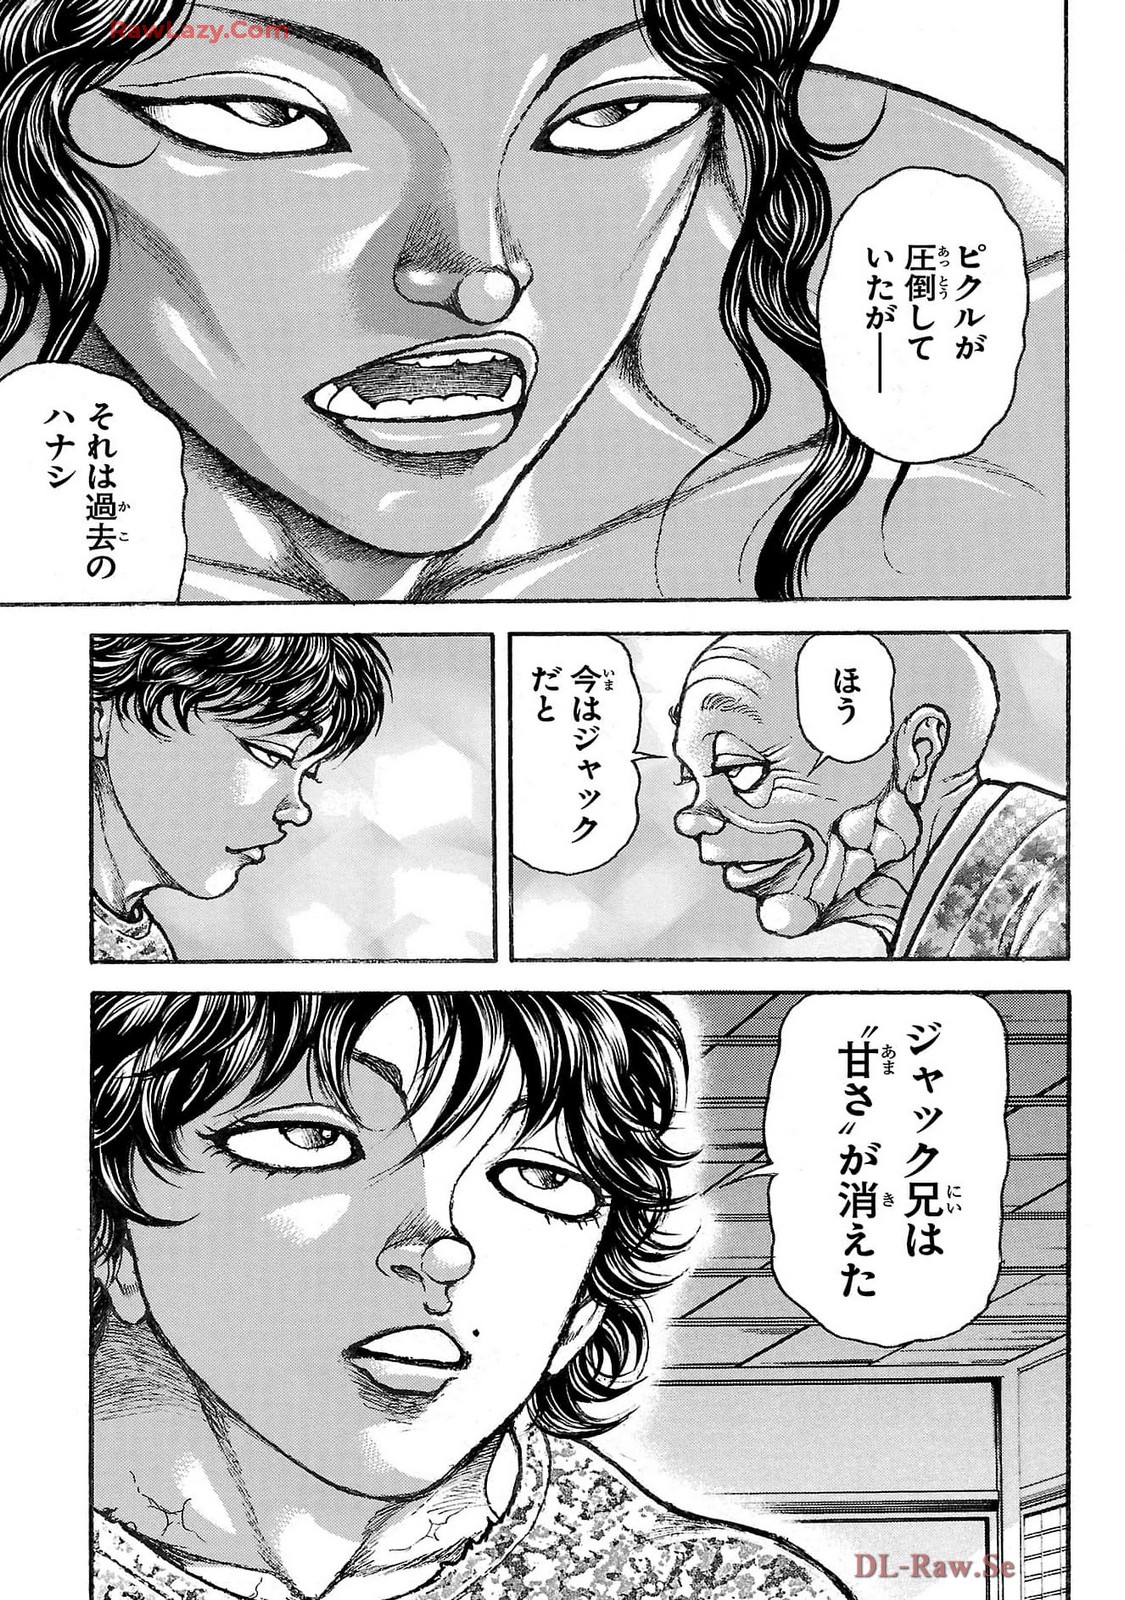 RawLazy.Com
ピクルが
圧倒して
いたが──
それは過去の
ハナシ
ほう
今はジャック
だと
ジャック兄は
〝甘さ〟が消えた
DL-Raw.Se